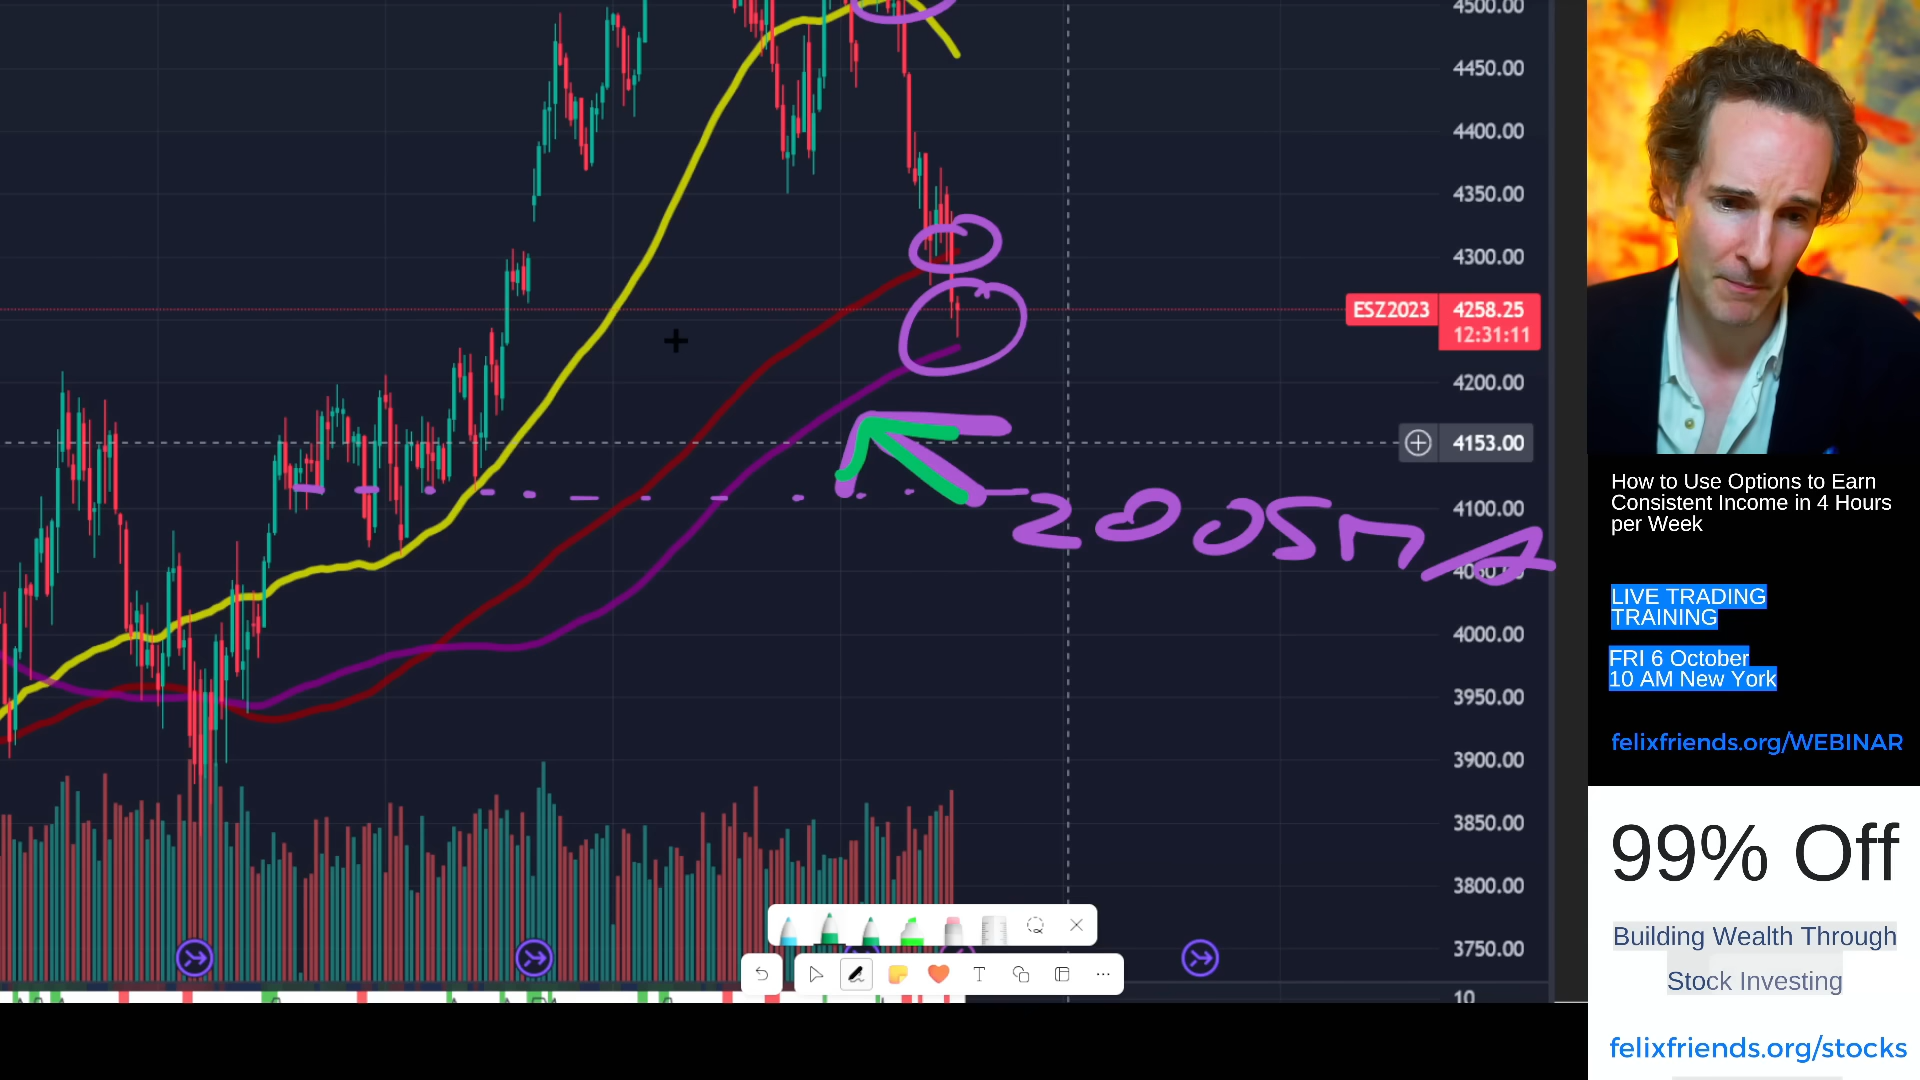 4500.00
4450.00
4400.00
4350.00
4300.00
ESZ2023 4258.25
12:31:11
4200.00
4153.00
4100.00
200SMA
4000.00
3950.00
3900.00
3850.00
3800.00
3750.00
10
T
How to Use Options to Earn
Consistent Income in 4 Hours
per Week
LIVE TRADING
TRAINING
FRI 6 October
10 AM New York
felixfriends.org/WEBINAR
99% Off
Building Wealth Through
Stock Investing
felixfriends.org/stocks